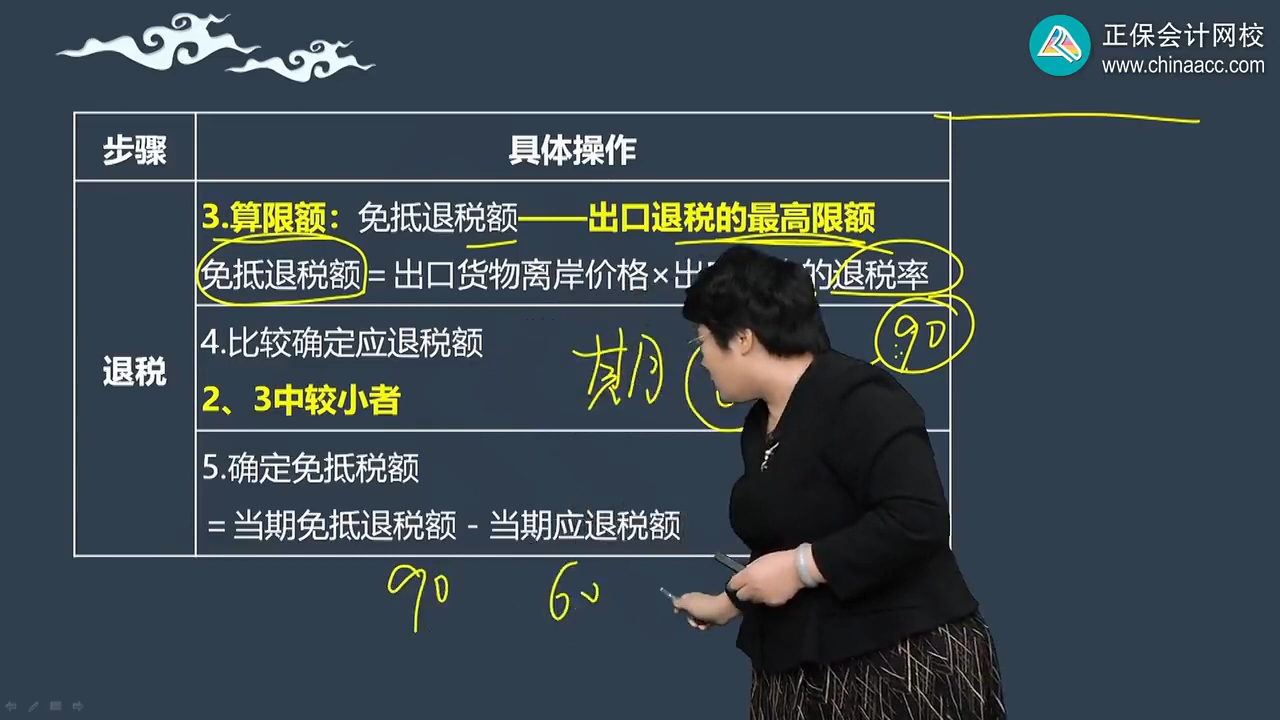 正保会计网校
www.chinaacc.com
步骤
具体操作
3.算限额：免抵退税额——出口退税的最高限额
免抵退税额＝出口货物离岸价格×出 的退税率
退税
4.比较确定应退税额
2、3中较小者
期
90
5.确定免抵税额
＝当期免抵退税额－当期应退税额
90 60